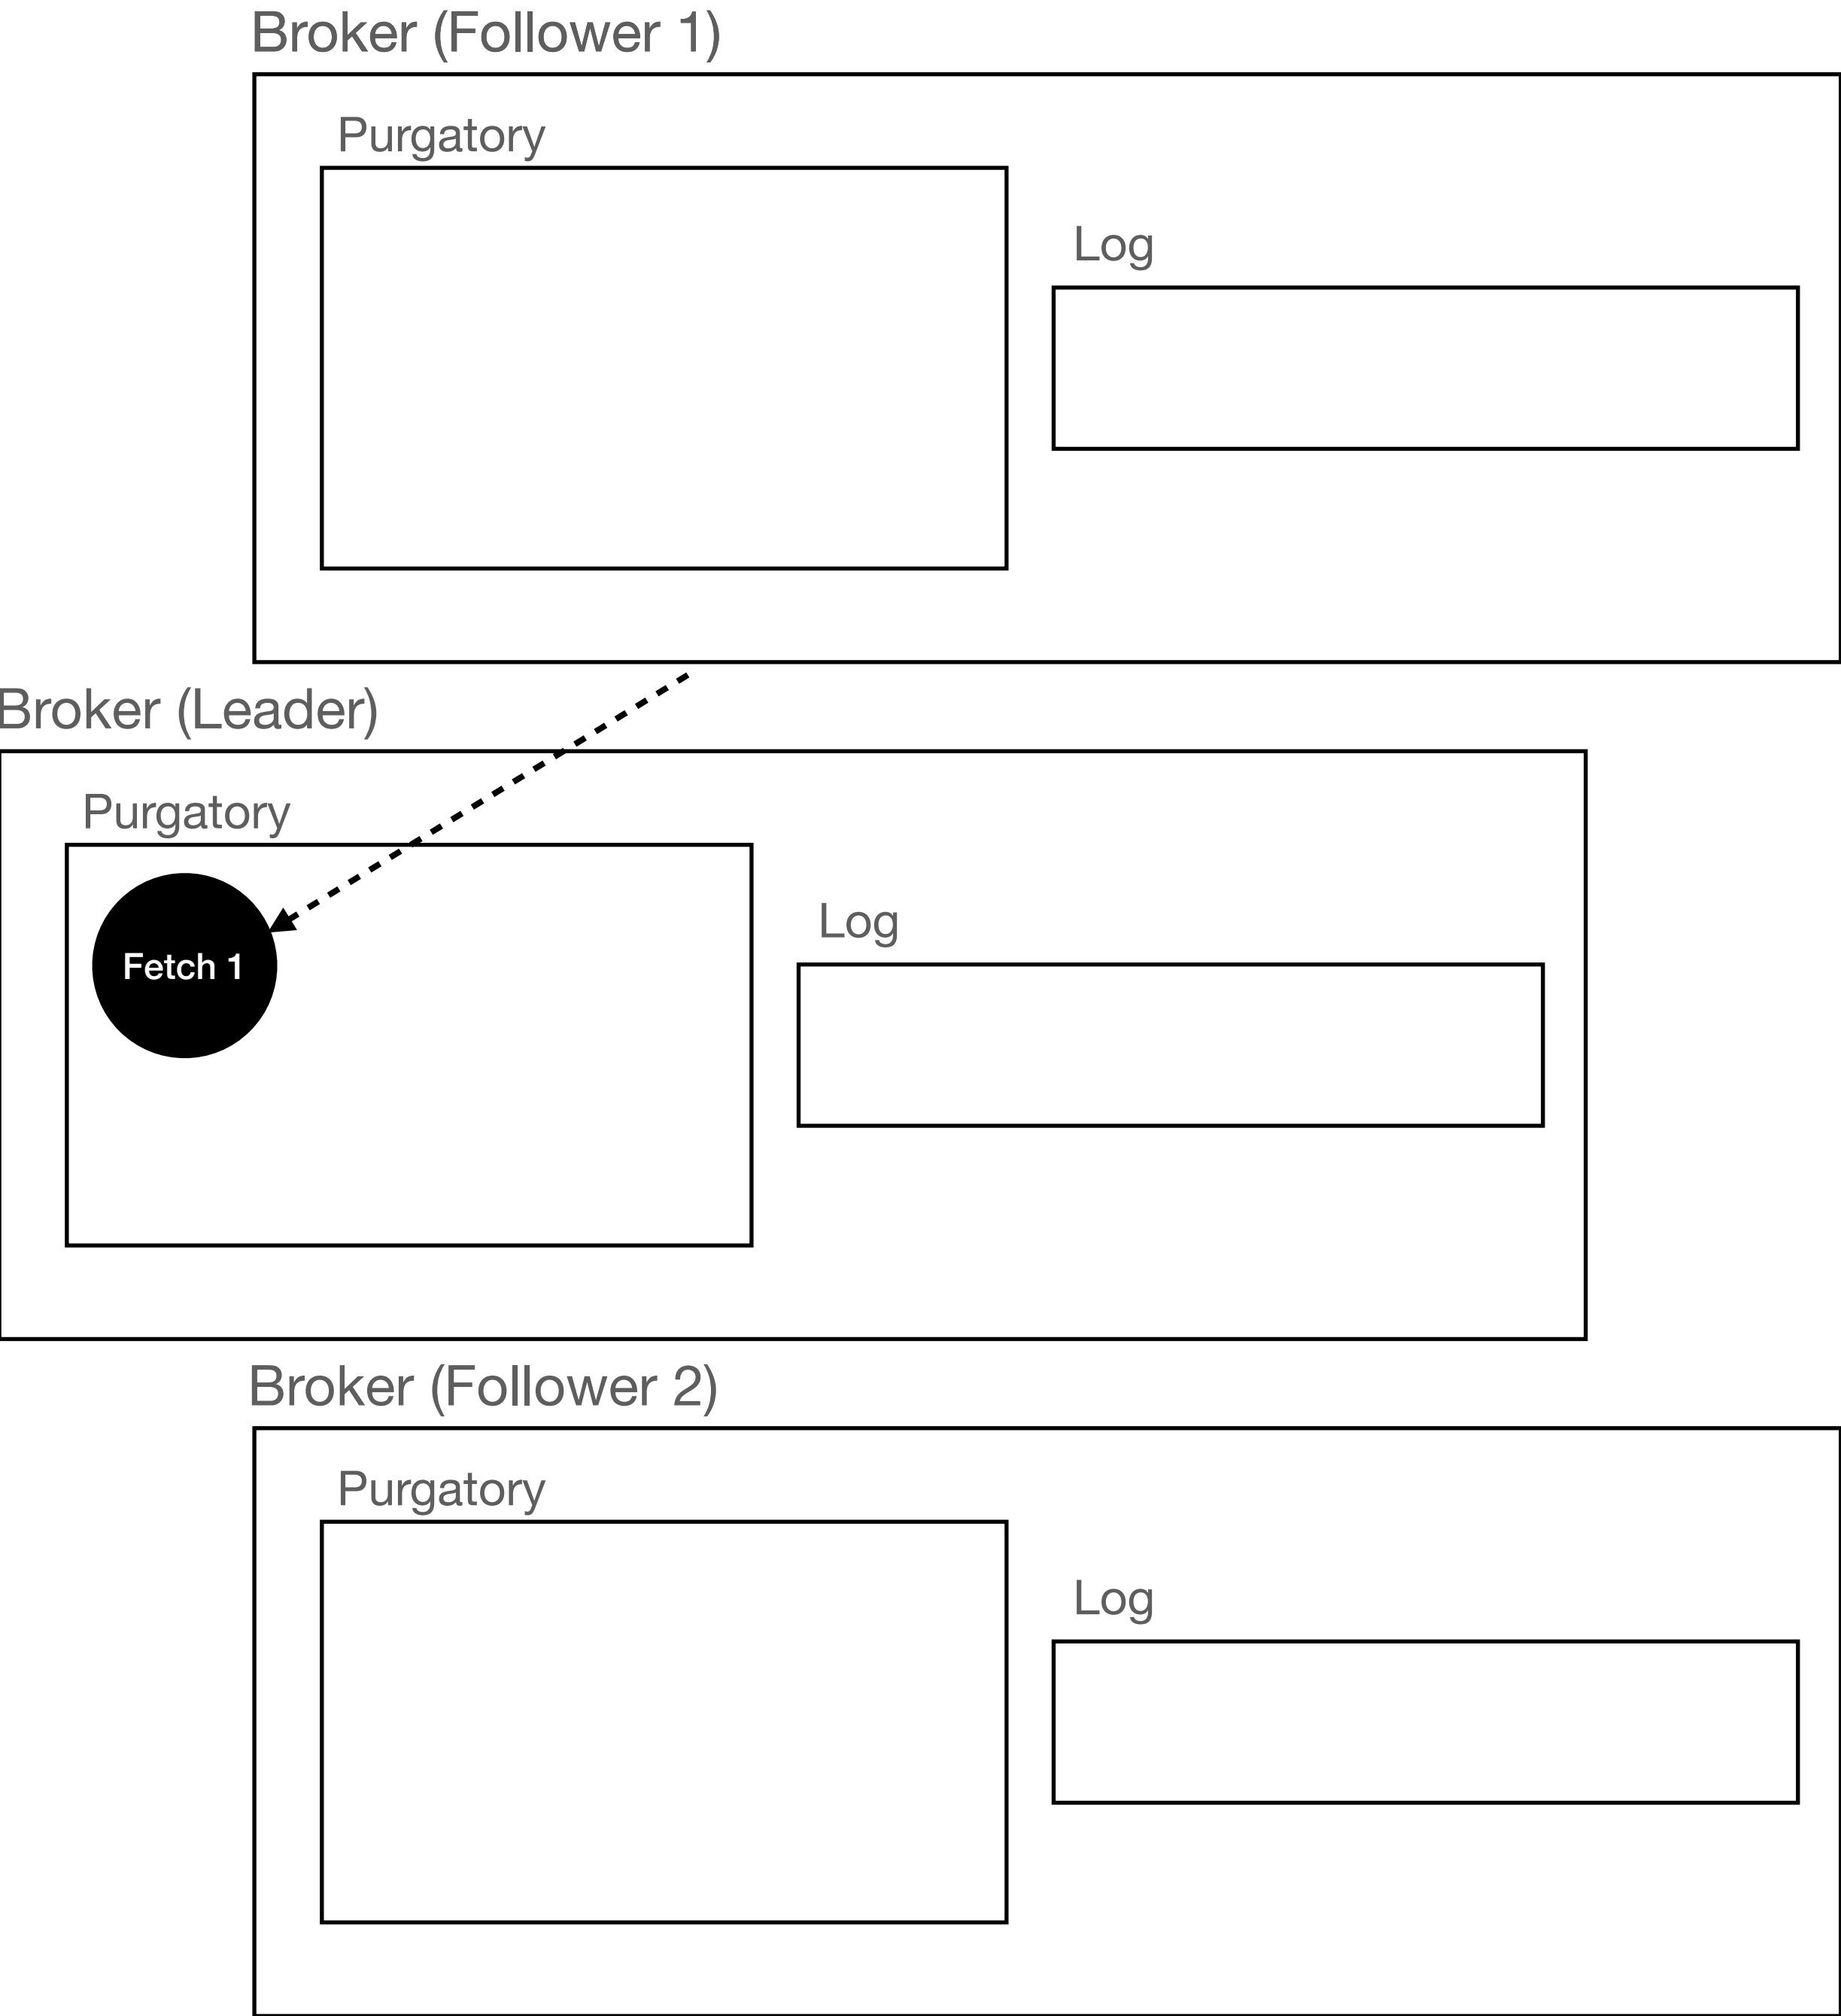 Broker (Follower 1)
Purgatory
Log
Broker (Leader)
Purgatory
Fetch 1
Log
Broker (Follower 2)
Purgatory
Log